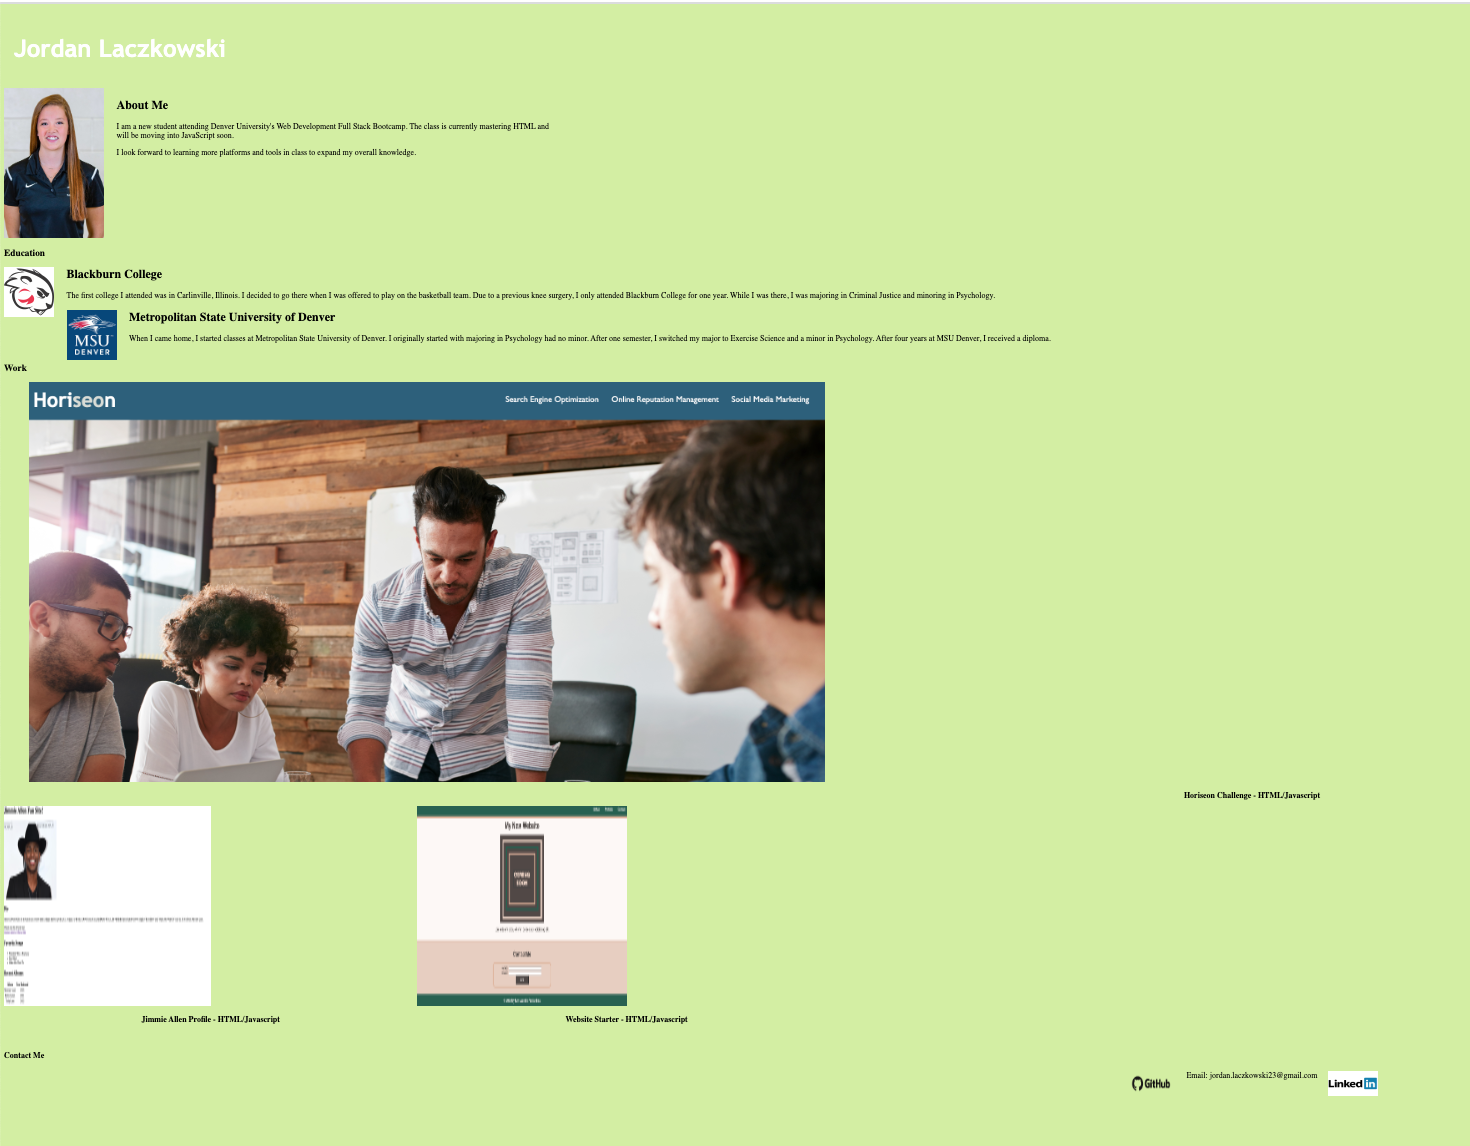 Jordan Laczkowski
About Me
I am a new student attending Denver University's Web Development Full Stack Bootcamp. The class is currently mastering HTML and
will be moving into JavaScript soon.
I look forward to learning more platforms and tools in class to expand my overall knowledge.
Education
Blackburn College
The first college I attended was in Carlinville, Illinois. I decided to go there when I was offered to play on the basketball team. Due to a previous knee surgery, I only attended Blackburn College for one year. While I was there, I was majoring in Criminal Justice and minoring in Psychology.
MSU
DENVER
Metropolitan State University of Denver
When I came home, I started classes at Metropolitan State University of Denver. I originally started with majoring in Psychology had no minor. After one semester, I switched my major to Exercise Science and a minor in Psychology. After four years at MSU Denver, I received a diploma.
Work
Horiseon
Search Engine Optimization Online Reputation Management Social Media Marketing
Horiseon Challenge - HTML/Javascript
Jimmie Allen Fan Site!
My New Website
COMING
SOON
Jimmie Allen Profile - HTML/Javascript
Website Starter - HTML/Javascript
Contact Me
GitHub
Email: jordan.laczkowski23@gmail.com
Linked in